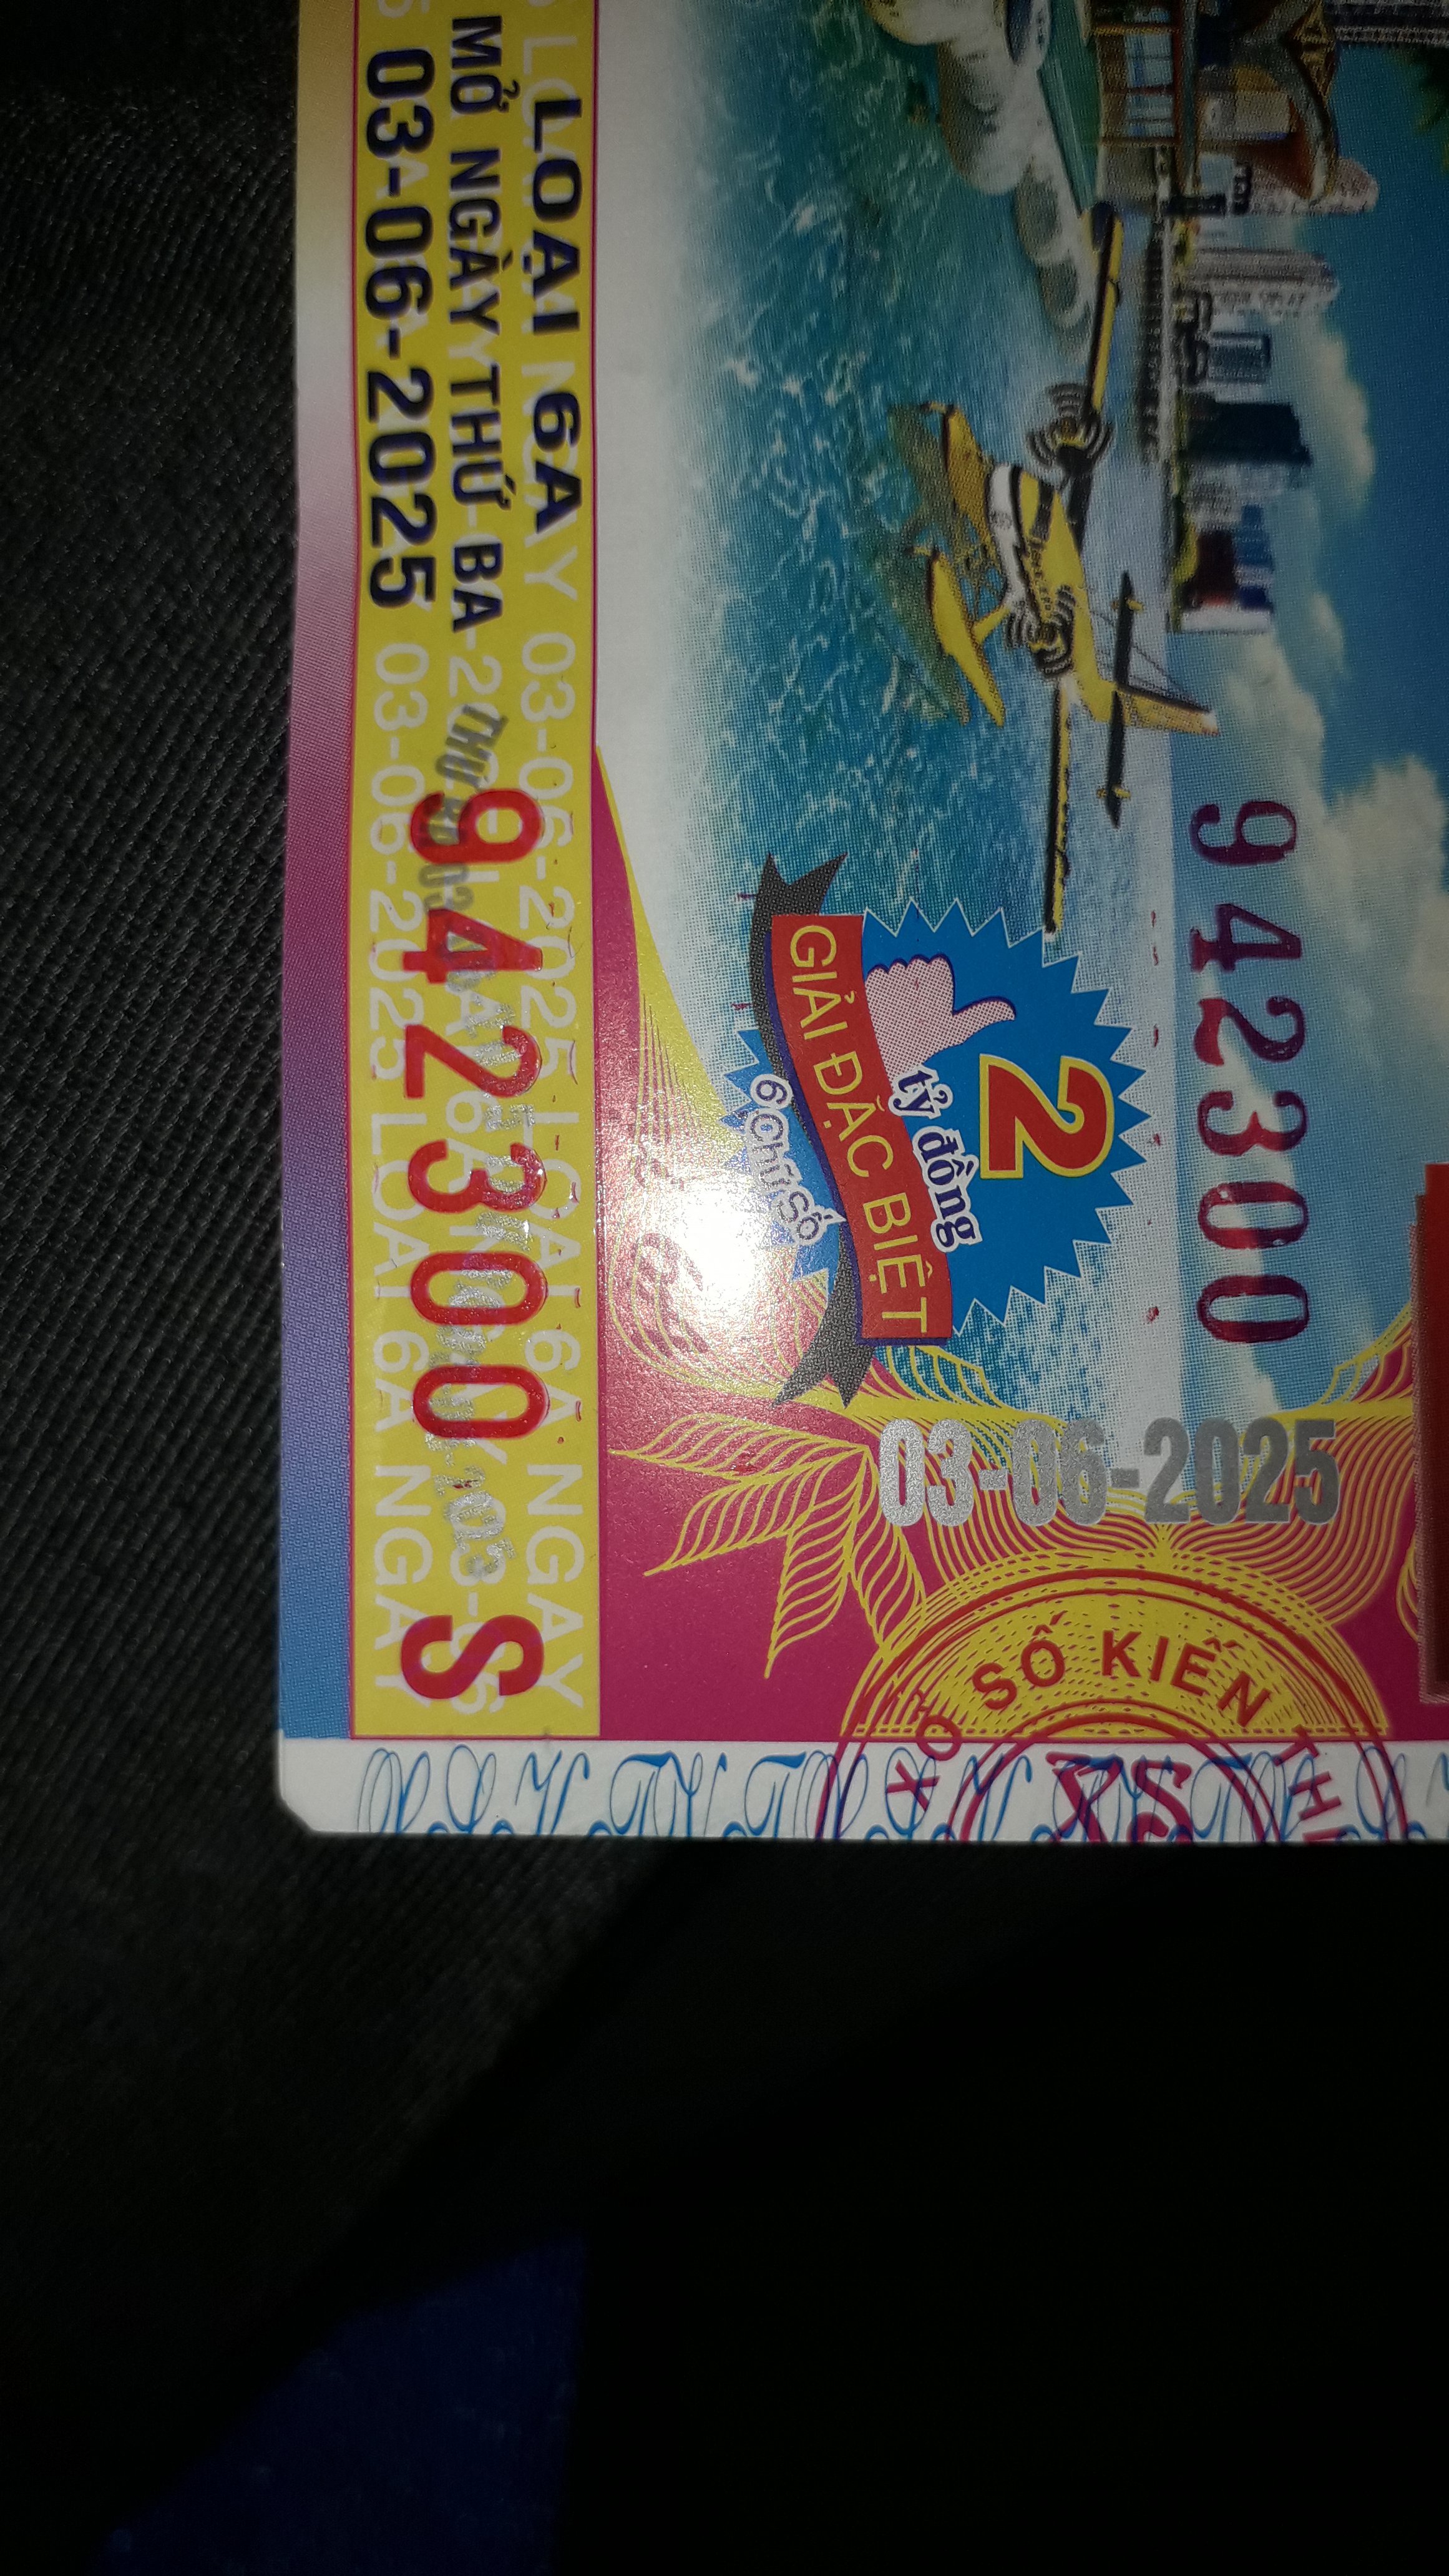 LOẠI 6A
MỞ NGÀY THỨ BA
03-06-2025
942300 S
942300
2
tỷ đồng
GIẢI ĐẶC BIỆT
6 Chữ Số
03-06-2025
SỐ KIẾN